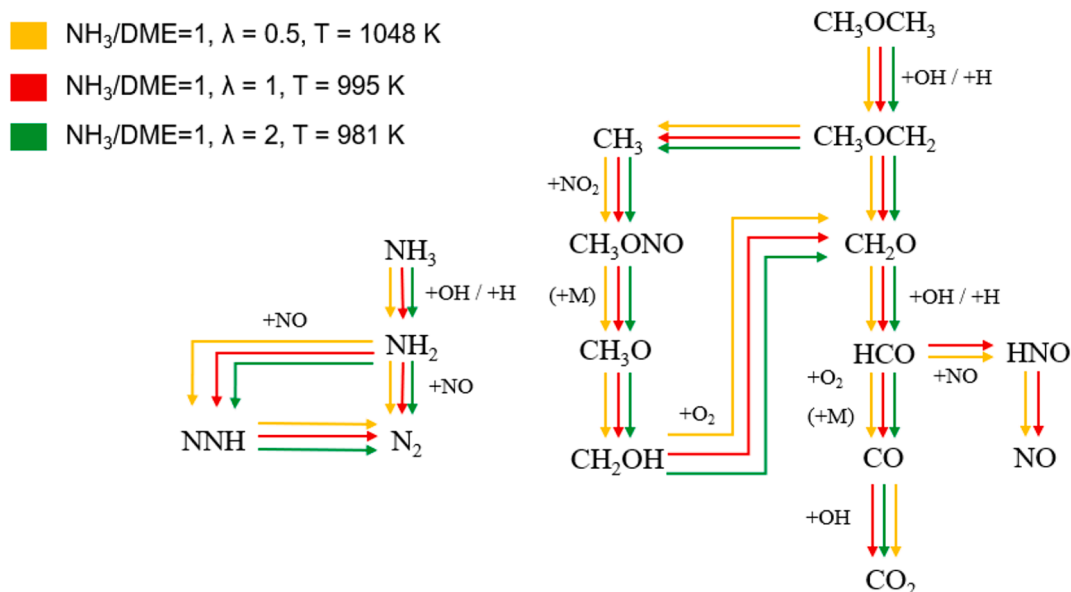 NH₃/DME=1, λ = 0.5, T = 1048 K
NH₃/DME=1, λ = 1, T = 995 K
NH₃/DME=1, λ = 2, T = 981 K
CH₃OCH₃
+OH / +H
CH₃
CH₃OCH₂
+NO₂
CH₃ONO
CH₂O
NH₃
+OH / +H
(+M)
+OH / +H
+NO
NH₂
CH₃O
HCO
HNO
+NO
+O₂
+NO
(+M)
+O₂
NNH
N₂
CH₂OH
CO
NO
+OH
CO₂